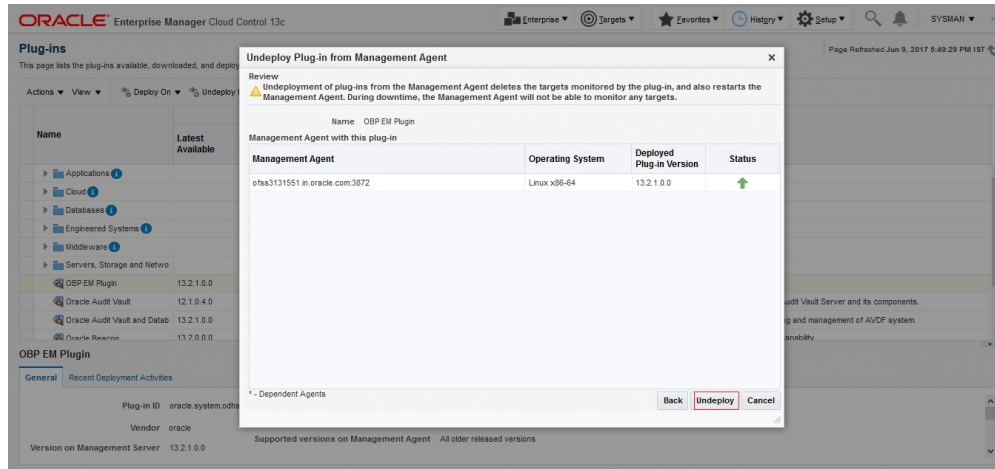 ORACLE® Enterprise Manager Cloud Control 13c
Enterprise ▼ Targets ▼ Favorites ▼ History ▼ Setup ▼ SYSMAN ▼
Plug-ins
Page Refreshed Jun 9, 2017 5:49:29 PM IST
This page lists the plug-ins available, downloaded, and deploy
Actions ▼ View ▼ Deploy On ▼ Undeploy
Name
Latest Available
Applications
Cloud
Databases
Engineered Systems
Middleware
Servers, Storage and Netwo
OBP EM Plugin 13.2.1.0.0
Oracle Audit Vault 12.1.0.4.0
udit Vault Server and its components.
Oracle Audit Vault and Datab 13.2.1.0.0
g and management of AVDF system.
Oracle Beacon 13.2.0.0.0
Undeploy Plug-in from Management Agent
Review
Undeployment of plug-ins from the Management Agent deletes the targets monitored by the plug-in, and also restarts the
Management Agent. During downtime, the Management Agent will not be able to monitor any targets.
Name OBP EM Plugin
Management Agent with this plug-in
Management Agent Operating System Deployed Plug-in Version Status
ofss3131551.in.oracle.com:3872 Linux x86-64 13.2.1.0.0
* - Dependent Agents
Back Undeploy Cancel
OBP EM Plugin
General Recent Deployment Activities
Plug-in ID oracle.system.odhs
Vendor oracle
Version on Management Server 13.2.1.0.0
Supported versions on Management Agent All older released versions